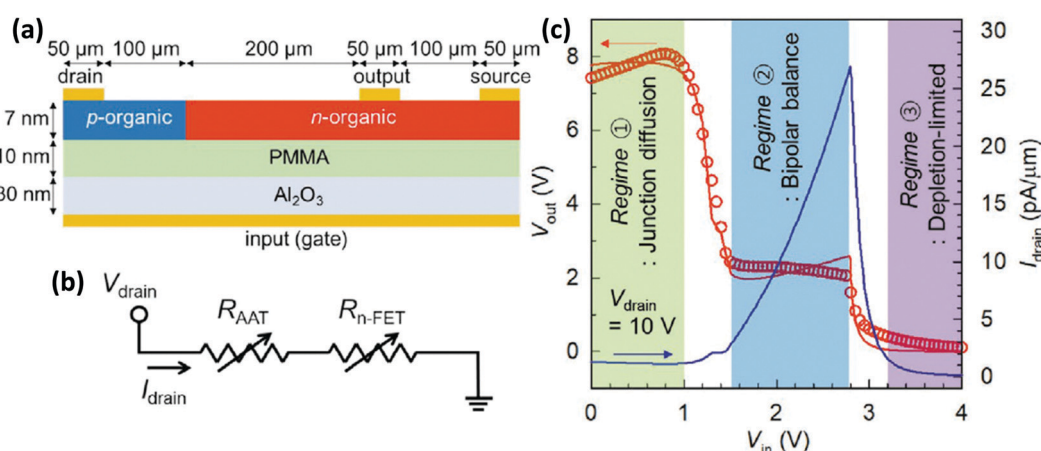 (a)
50 μm 100 μm 200 μm 50 μm 100 μm 50 μm
drain output source
7 nm
p-organic n-organic
10 nm
PMMA
30 nm
Al₂O₃
input (gate)
(b)
V_drain
R_AAT R_n-FET
I_drain
(c)
8
6
4
2
0
V_out (V)
Regime ①
: Junction diffusion
Regime ②
: Bipolar balance
Regime ③
: Depletion-limited
V_drain
= 10 V
30
25
20
15
10
5
0
I_drain (pA/μm)
0 1 2 3 4
V_in (V)